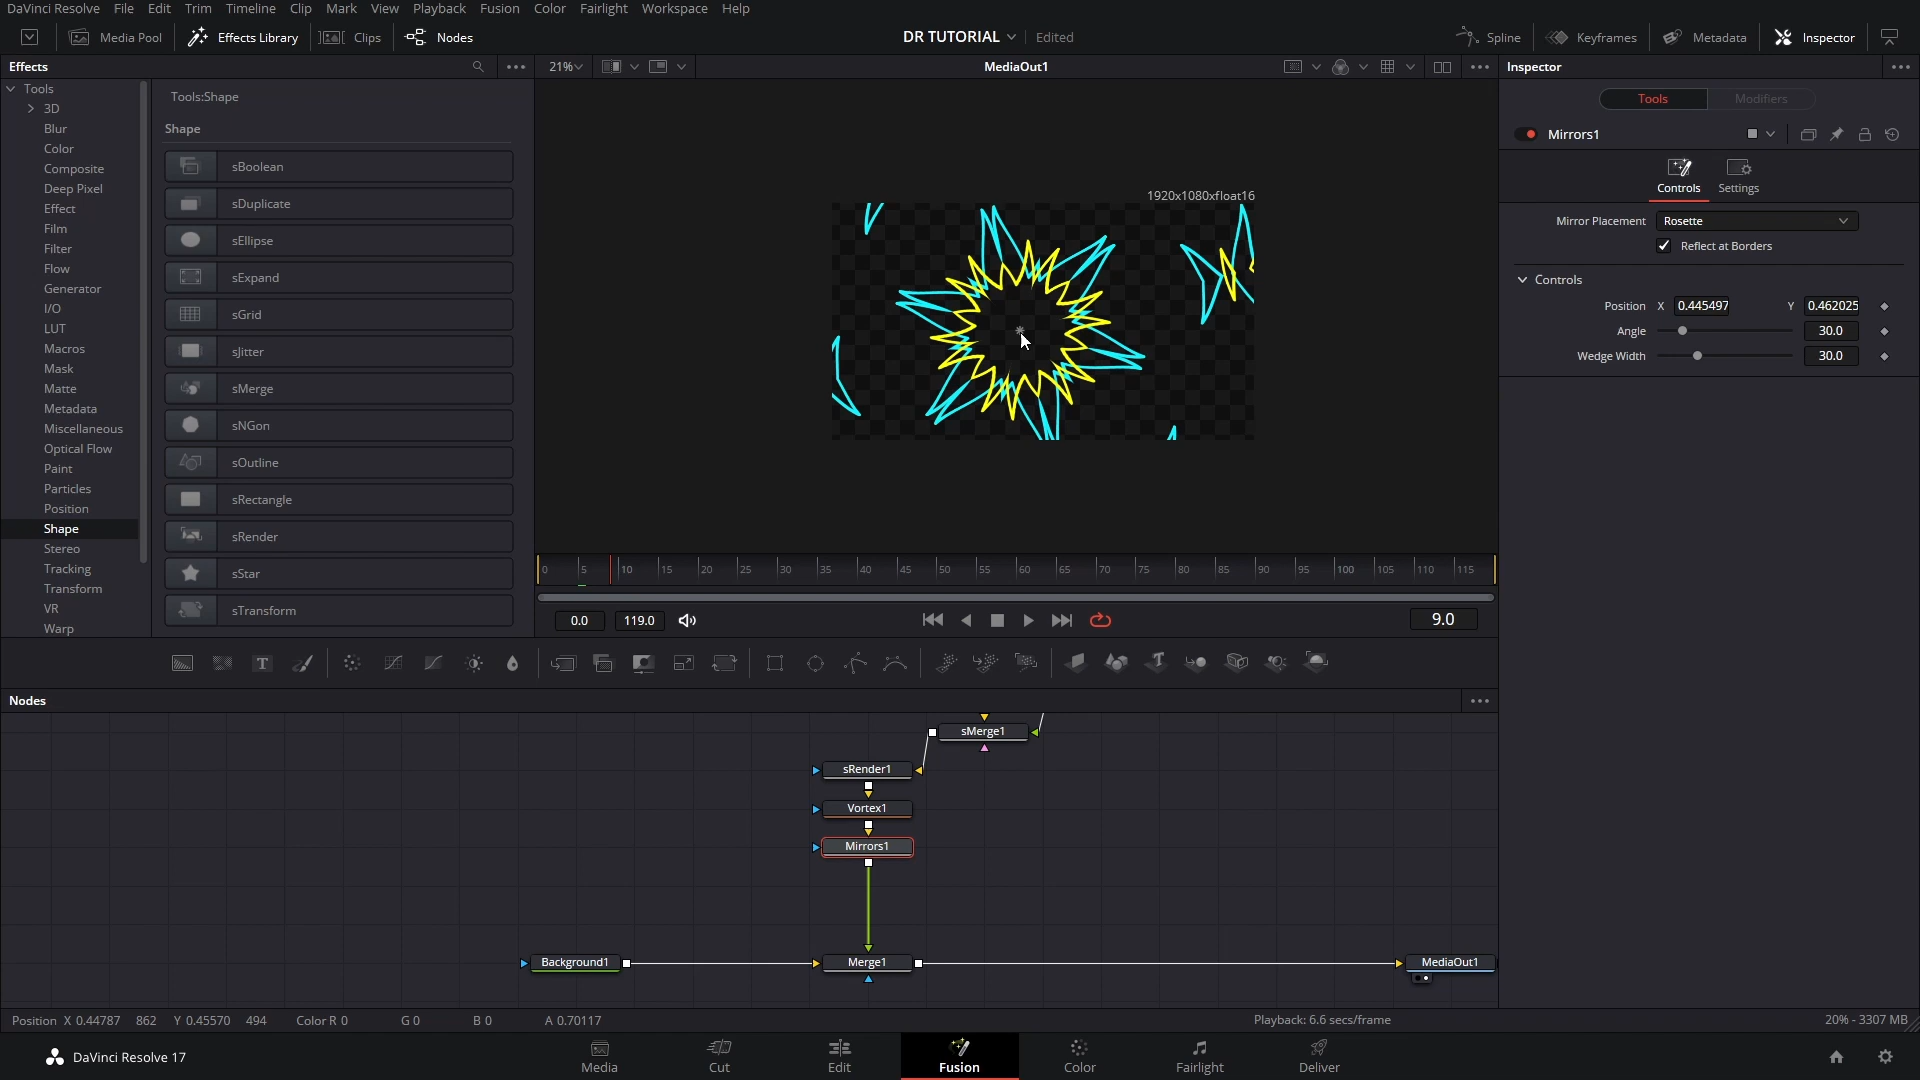 DaVinci Resolve File Edit Trim Timeline Clip Mark View Playback Fusion Color Fairlight Workspace Help
Media Pool Effects Library Clips Nodes DR TUTORIAL Edited Spline Keyframes Metadata Inspector
Effects 21% MediaOut1 Inspector
Tools
3D
Blur
Color
Composite
Deep Pixel
Effect
Film
Filter
Flow
Generator
I/O
LUT
Macros
Mask
Matte
Metadata
Miscellaneous
Optical Flow
Paint
Particles
Position
Shape
Stereo
Tracking
Transform
VR
Warp
Tools:Shape
Shape
sBoolean
sDuplicate
sEllipse
sExpand
sGrid
sJitter
sMerge
sNGon
sOutline
sRectangle
sRender
sStar
sTransform
1920x1080xfloat16
0 5 10 15 20 25 30 35 40 45 50 55 60 65 70 75 80 85 90 95 100 105 110 115
0.0 119.0 9.0
Tools Modifiers
Mirrors1
Controls Settings
Mirror Placement Rosette
Reflect at Borders
Controls
Position X 0.445497 Y 0.462025
Angle 30.0
Wedge Width 30.0
T
T
Nodes
sMerge1
sRender1
Vortex1
Mirrors1
Background1 Merge1 MediaOut1
Position X 0.44787 862 Y 0.45570 494 Color R 0 G 0 B 0 A 0.70117 Playback: 6.6 secs/frame 20% - 3307 MB
DaVinci Resolve 17 Media Cut Edit Fusion Color Fairlight Deliver